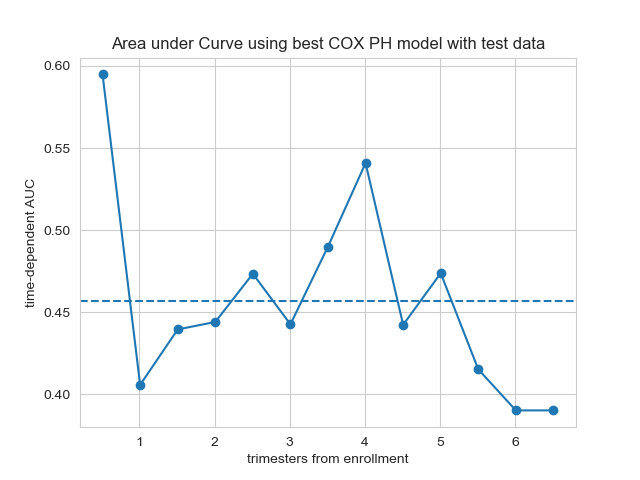 Area under Curve using best COX PH model with test data
0.60
0.55
0.50
0.45
0.40
time-dependent AUC
1 2 3 4 5 6
trimesters from enrollment